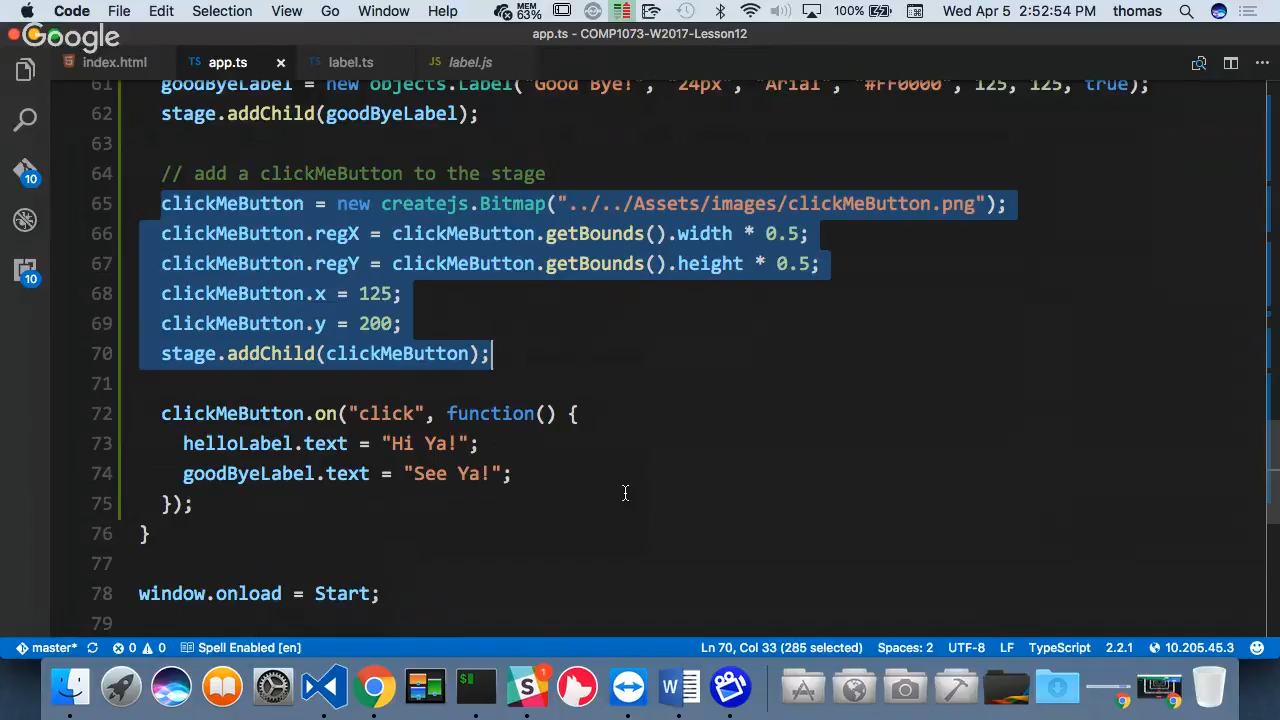 Code File Edit Selection View Go Window Help MEM 63% 100% Wed Apr 5 2:52:54 PM thomas
Google
app.ts - COMP1073-W2017-Lesson12
index.html TS app.ts × TS label.ts JS label.js
61 goodByeLabel = new objects.Label("Good Bye!", "24px", "Arial", "#FF0000", 125, 125, true);
62 stage.addChild(goodByeLabel);
63
64 // add a clickMeButton to the stage
65 clickMeButton = new createjs.Bitmap("../../Assets/images/clickMeButton.png");
66 clickMeButton.regX = clickMeButton.getBounds().width * 0.5;
67 clickMeButton.regY = clickMeButton.getBounds().height * 0.5;
68 clickMeButton.x = 125;
69 clickMeButton.y = 200;
70 stage.addChild(clickMeButton);
71
72 clickMeButton.on("click", function() {
73 helloLabel.text = "Hi Ya!";
74 goodByeLabel.text = "See Ya!";
75 });
76 }
77
78 window.onload = Start;
79
10
10
master* 0 0 Spell Enabled [en] Ln 70, Col 33 (285 selected) Spaces: 2 UTF-8 LF TypeScript 2.2.1 10.205.45.3
$
1
W